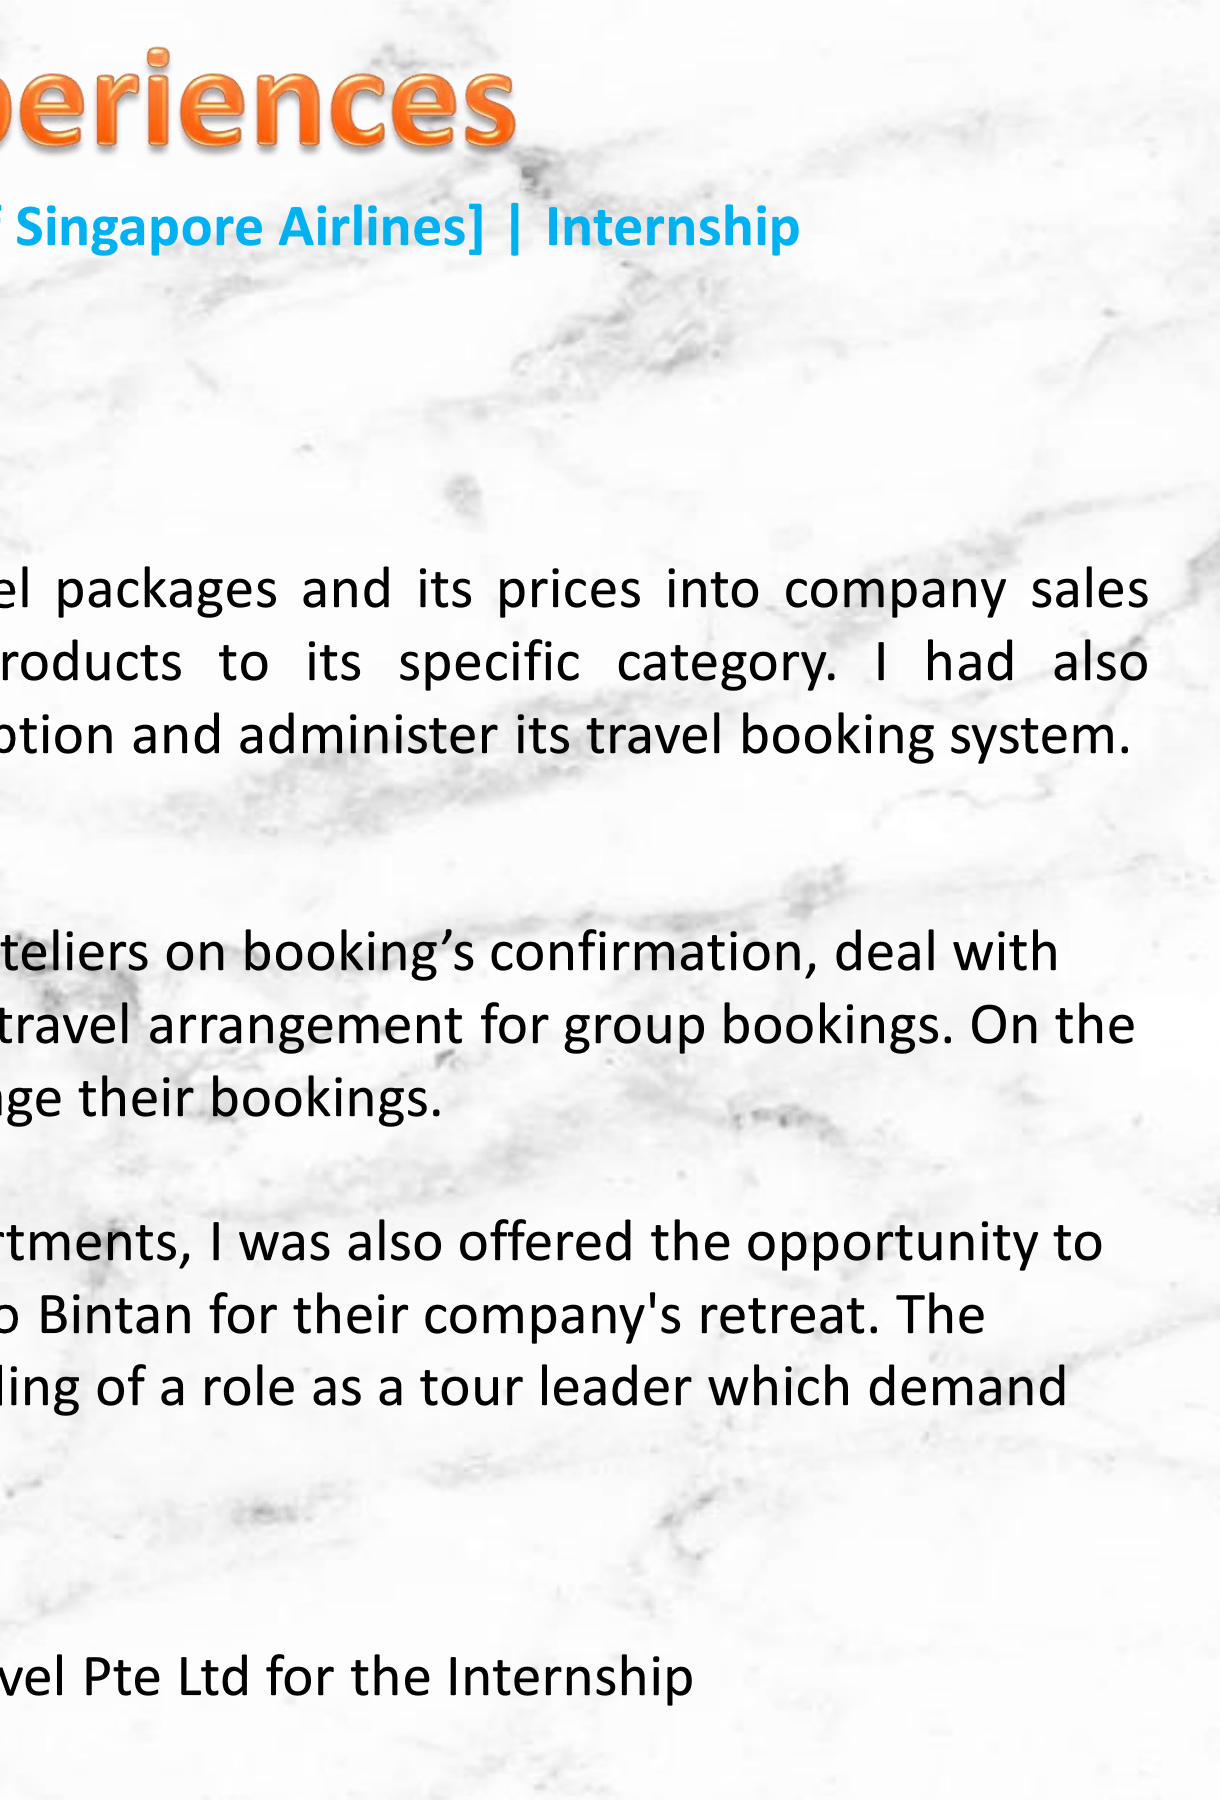 periences
Singapore Airlines] | Internship
el packages and its prices into company sales
roducts to its specific category. I had also
ption and administer its travel booking system.
teliers on booking’s confirmation, deal with
travel arrangement for group bookings. On the
ge their bookings.
rtments, I was also offered the opportunity to
o Bintan for their company's retreat. The
ling of a role as a tour leader which demand
vel Pte Ltd for the Internship